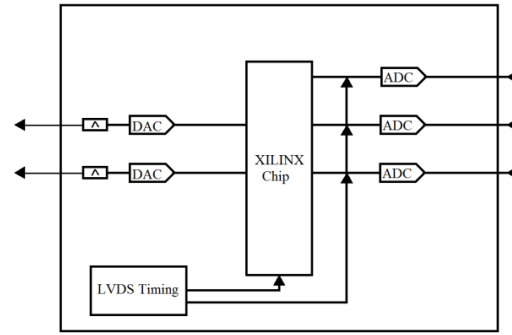 ADC
DAC
ADC
XILINX
Chip
DAC
ADC
LVDS Timing